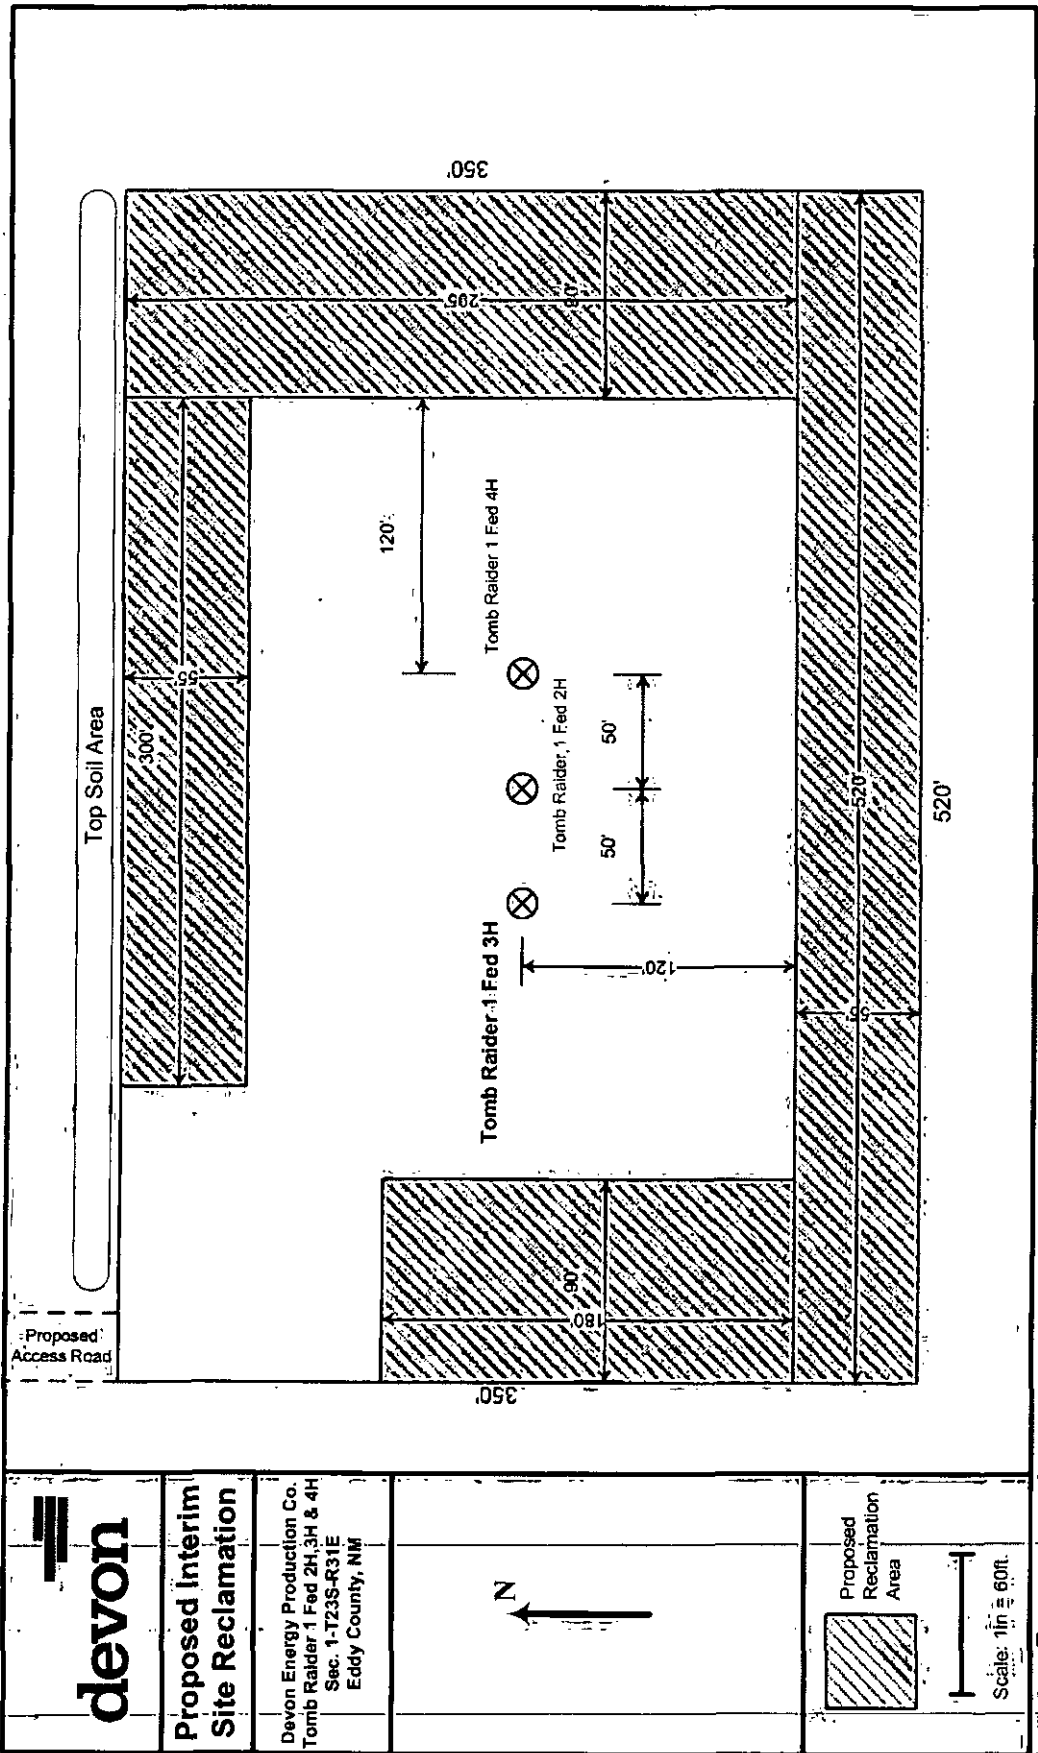 devon
Proposed Interim
Site Reclamation
Devon Energy Production Co.
Tomb Raider 1 Fed 2H,3H & 4H
Sec. 1-T23S-R31E
Eddy County, NM
N
Proposed
Reclamation
Area
Scale: 1in = 60ft.
Proposed
Access Road
Top Soil Area
300'
55'
350'
295'
120'
Tomb Raider 1 Fed 3H
Tomb Raider 1 Fed 2H
Tomb Raider 1 Fed 4H
50'
50'
120'
350'
180'
90'
55'
520'
520'